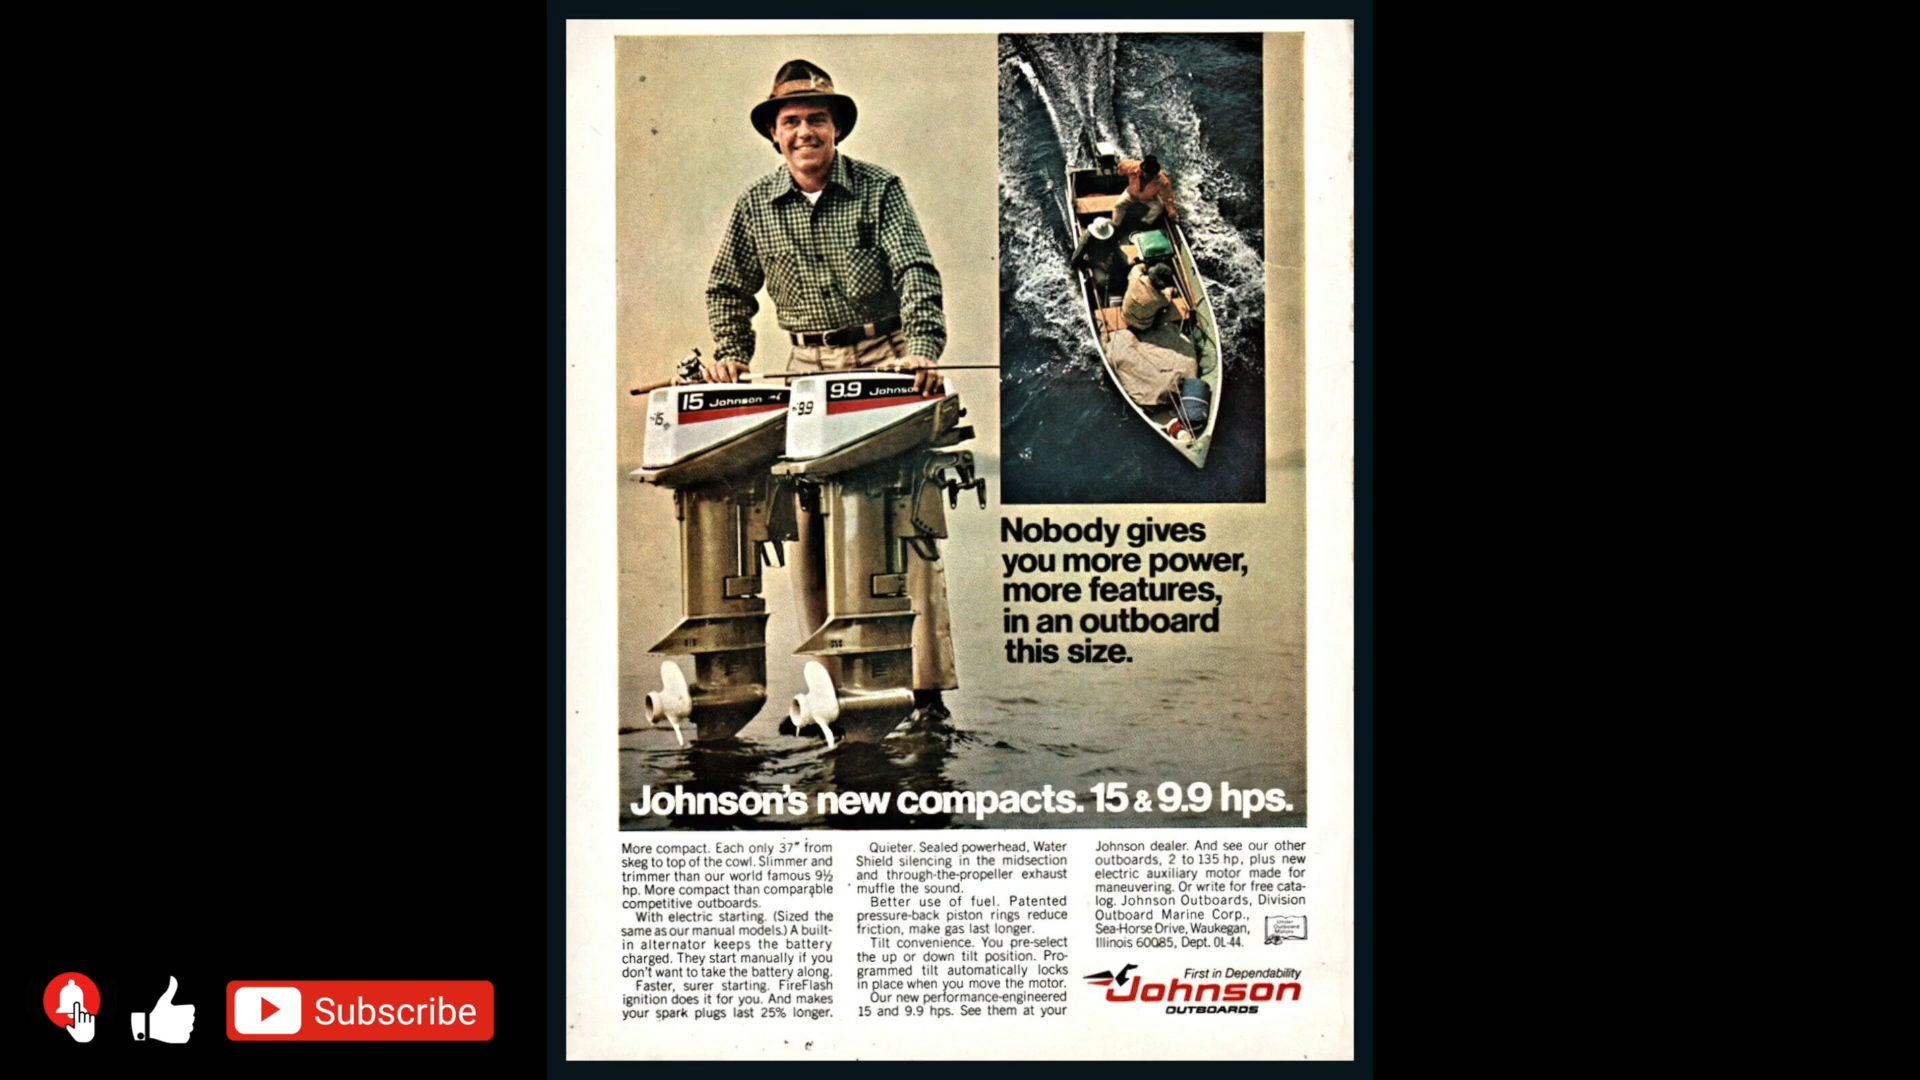 15 Johnson
15
9.9 Johnso
9.9
Nobody gives
you more power,
more features,
in an outboard
this size.
Johnson's new compacts. 15 & 9.9 hps.
More compact. Each only 37" from
skeg to top of the cowl. Slimmer and
trimmer than our world famous 9½
hp. More compact than comparable
competitive outboards.
With electric starting. (Sized the
same as our manual models.) A built-
in alternator keeps the battery
charged. They start manually if you
don't want to take the battery along.
Faster, surer starting. FireFlash
ignition does it for you. And makes
your spark plugs last 25% longer.
Quieter. Sealed powerhead, Water
Shield silencing in the midsection
and through-the-propeller exhaust
muffle the sound.
Better use of fuel. Patented
pressure-back piston rings reduce
friction, make gas last longer.
Tilt convenience. You pre-select
the up or down tilt position. Pro-
grammed tilt automatically locks
in place when you move the motor.
Our new performance-engineered
15 and 9.9 hps. See them at your
Johnson dealer. And see our other
outboards, 2 to 135 hp, plus new
electric auxiliary motor made for
maneuvering. Or write for free cata-
log. Johnson Outboards, Division
Outboard Marine Corp.,
Sea-Horse Drive, Waukegan,
Illinois 60085, Dept. OL-44.
Outboard
Motors
First in Dependability
Johnson
OUTBOARDS
Subscribe